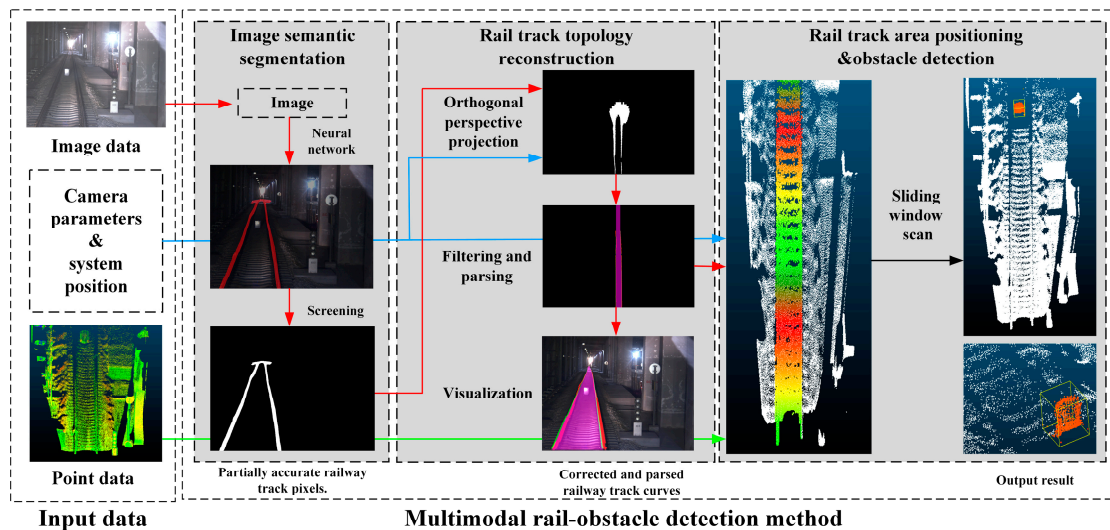 Image data
Camera
parameters
&
system
position
Point data
Input data
Image semantic
segmentation
Image
Neural
network
Screening
Partially accurate railway
track pixels.
Rail track topology
reconstruction
Orthogonal
perspective
projection
Filtering and
parsing
Visualization
Corrected and parsed
railway track curves
Rail track area positioning
&obstacle detection
Sliding
window
scan
Output result
Multimodal rail-obstacle detection method